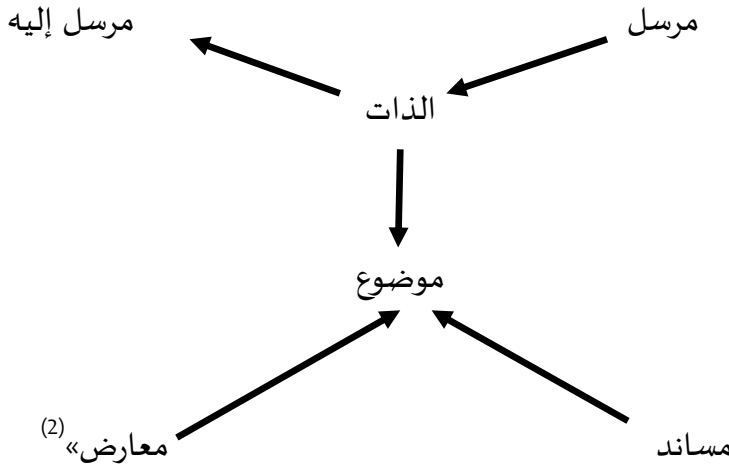 مرسل مرسل إليه
الذات
موضوع
مساند معارض»(2)